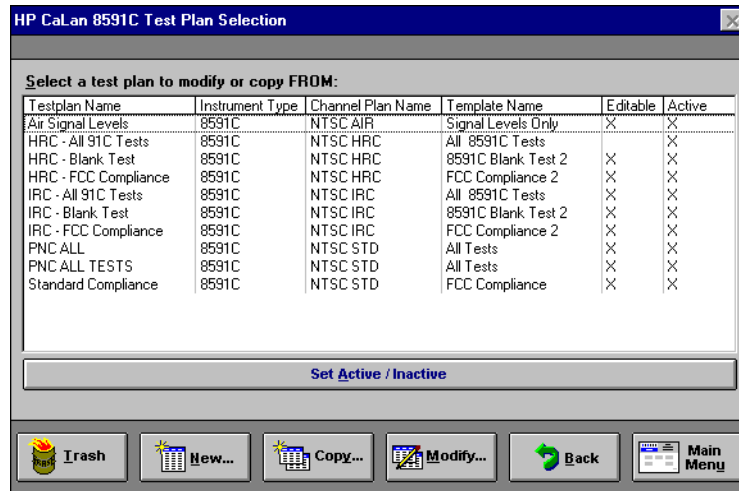 HP CaLan 8591C Test Plan Selection
Select a test plan to modify or copy FROM:
Testplan Name Instrument Type Channel Plan Name Template Name Editable Active
Air Signal Levels 8591C NTSC AIR Signal Levels Only X X
HRC - All 91C Tests 8591C NTSC HRC All 8591C Tests X
HRC - Blank Test 8591C NTSC HRC 8591C Blank Test 2 X X
HRC - FCC Compliance 8591C NTSC HRC FCC Compliance 2 X X
IRC - All 91C Tests 8591C NTSC IRC All 8591C Tests X X
IRC - Blank Test 8591C NTSC IRC 8591C Blank Test 2 X X
IRC - FCC Compliance 8591C NTSC IRC FCC Compliance 2 X X
PNC ALL 8591C NTSC STD All Tests X X
PNC ALL TESTS 8591C NTSC STD All Tests X X
Standard Compliance 8591C NTSC STD FCC Compliance X X
Set Active / Inactive
Trash New... Copy... Modify... Back Main Menu